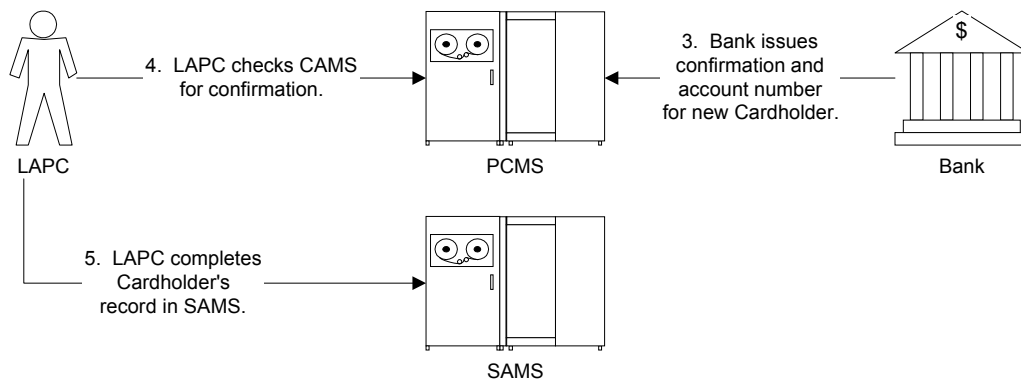 $
4. LAPC checks CAMS
for confirmation.
3. Bank issues
confirmation and
account number
for new Cardholder.
LAPC
PCMS
Bank
5. LAPC completes
Cardholder's
record in SAMS.
SAMS